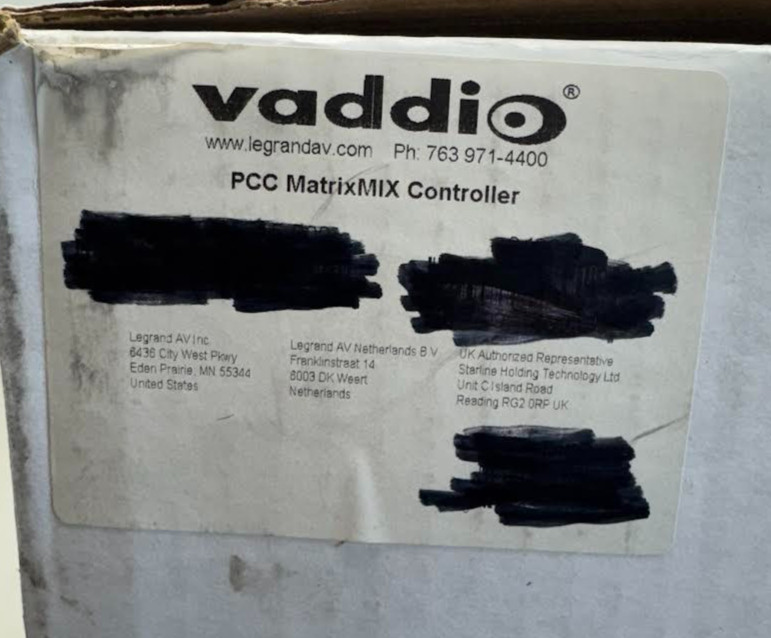 vaddio®
www.legrandav.com Ph: 763 971-4400
PCC MatrixMIX Controller
Legrand AV Inc.
6436 City West Pkwy
Eden Prairie, MN 55344
United States
Legrand AV Netherlands B V
Franklinstraat 14
6003 DK Weert
Netherlands
UK Authorized Representative
Starline Holding Technology Ltd
Unit C Island Road
Reading RG2 0RP UK